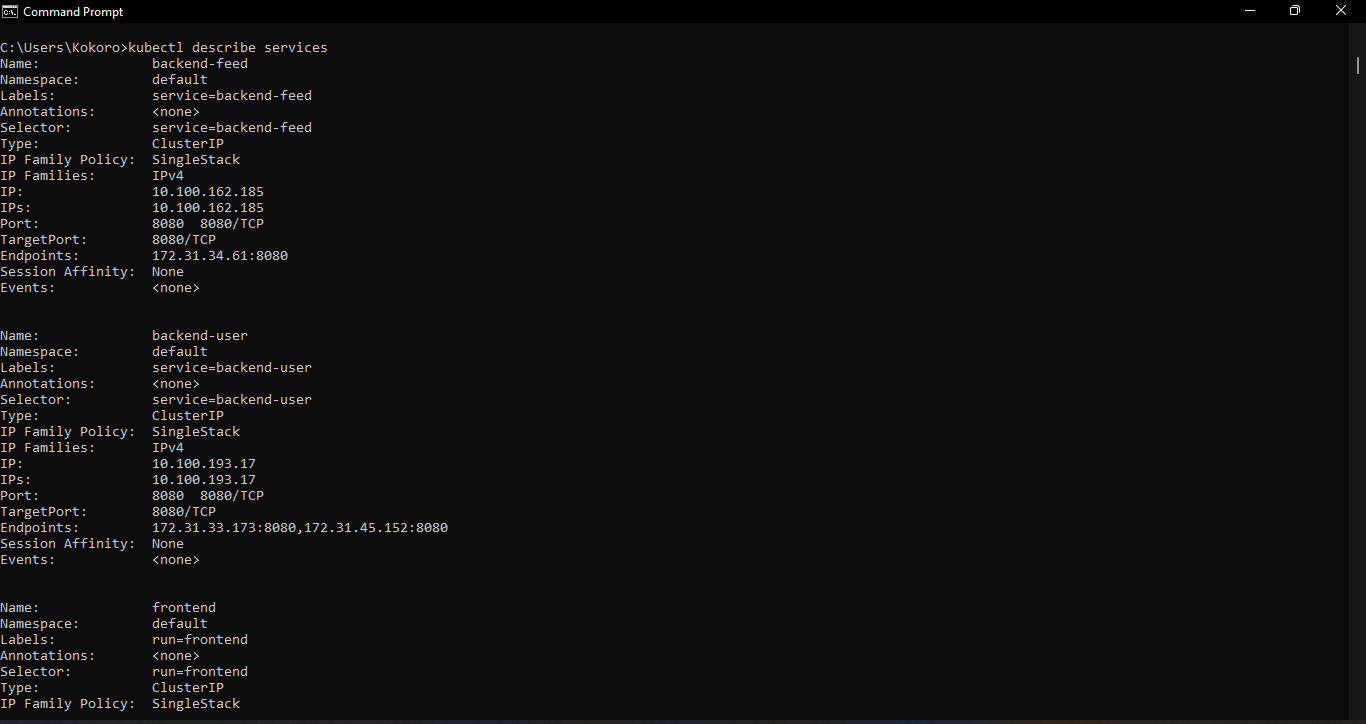 Command Prompt
C:\Users\Kokoro>kubectl describe services
Name:              backend-feed
Namespace:         default
Labels:            service=backend-feed
Annotations:       <none>
Selector:          service=backend-feed
Type:              ClusterIP
IP Family Policy:  SingleStack
IP Families:       IPv4
IP:                10.100.162.185
IPs:               10.100.162.185
Port:              8080  8080/TCP
TargetPort:        8080/TCP
Endpoints:         172.31.34.61:8080
Session Affinity:  None
Events:            <none>
Name:              backend-user
Namespace:         default
Labels:            service=backend-user
Annotations:       <none>
Selector:          service=backend-user
Type:              ClusterIP
IP Family Policy:  SingleStack
IP Families:       IPv4
IP:                10.100.193.17
IPs:               10.100.193.17
Port:              8080  8080/TCP
TargetPort:        8080/TCP
Endpoints:         172.31.33.173:8080,172.31.45.152:8080
Session Affinity:  None
Events:            <none>
Name:              frontend
Namespace:         default
Labels:            run=frontend
Annotations:       <none>
Selector:          run=frontend
Type:              ClusterIP
IP Family Policy:  SingleStack